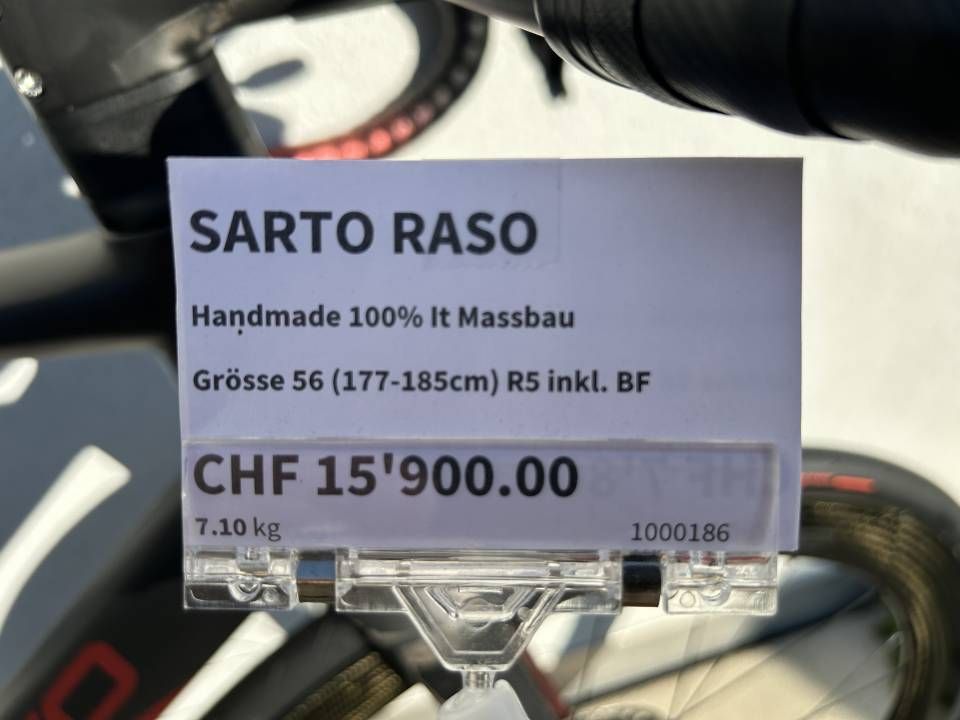 SARTO RASO
Handmade 100% It Massbau
Grösse 56 (177-185cm) R5 inkl. BF
CHF 15'900.00
7.10 kg
1000186